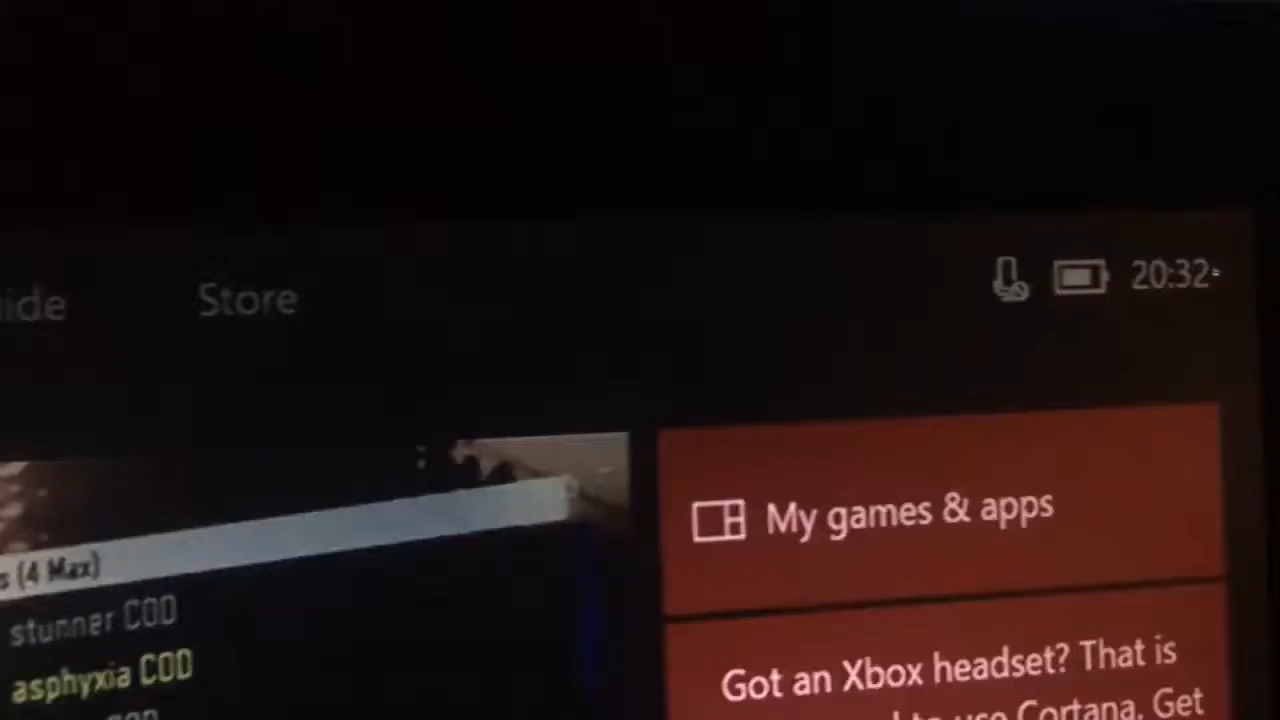 Store
20:32
My games & apps
(4 Max)
stunner COD
asphyxia COD
Got an Xbox headset? That is
to use Cortana. Get